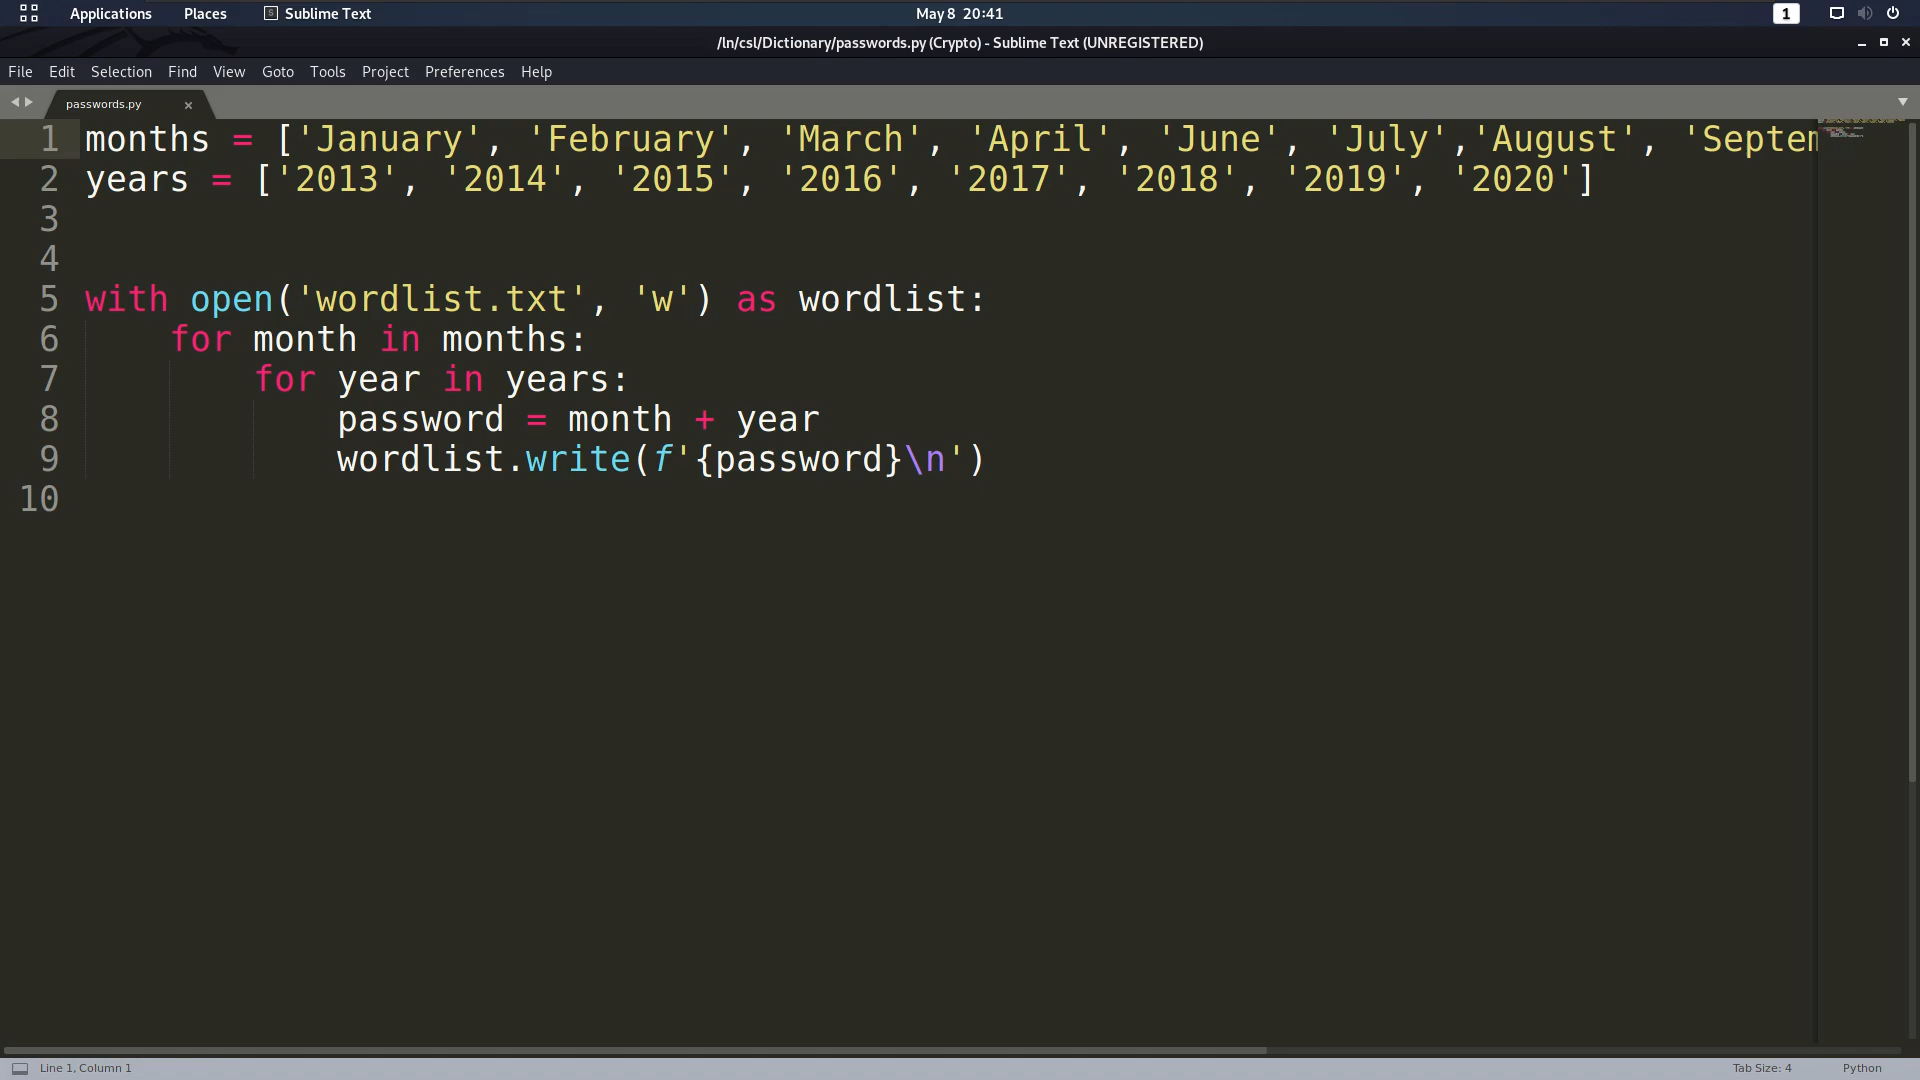 Applications Places Sublime Text May 8 20:41 1
/ln/csl/Dictionary/passwords.py (Crypto) - Sublime Text (UNREGISTERED)
File Edit Selection Find View Goto Tools Project Preferences Help
passwords.py
1 months = ['January', 'February', 'March', 'April', 'June', 'July','August', 'Septem
2 years = ['2013', '2014', '2015', '2016', '2017', '2018', '2019', '2020']
3
4
5 with open('wordlist.txt', 'w') as wordlist:
6 for month in months:
7 for year in years:
8 password = month + year
9 wordlist.write(f'{password}\n')
10
Line 1, Column 1 Tab Size: 4 Python